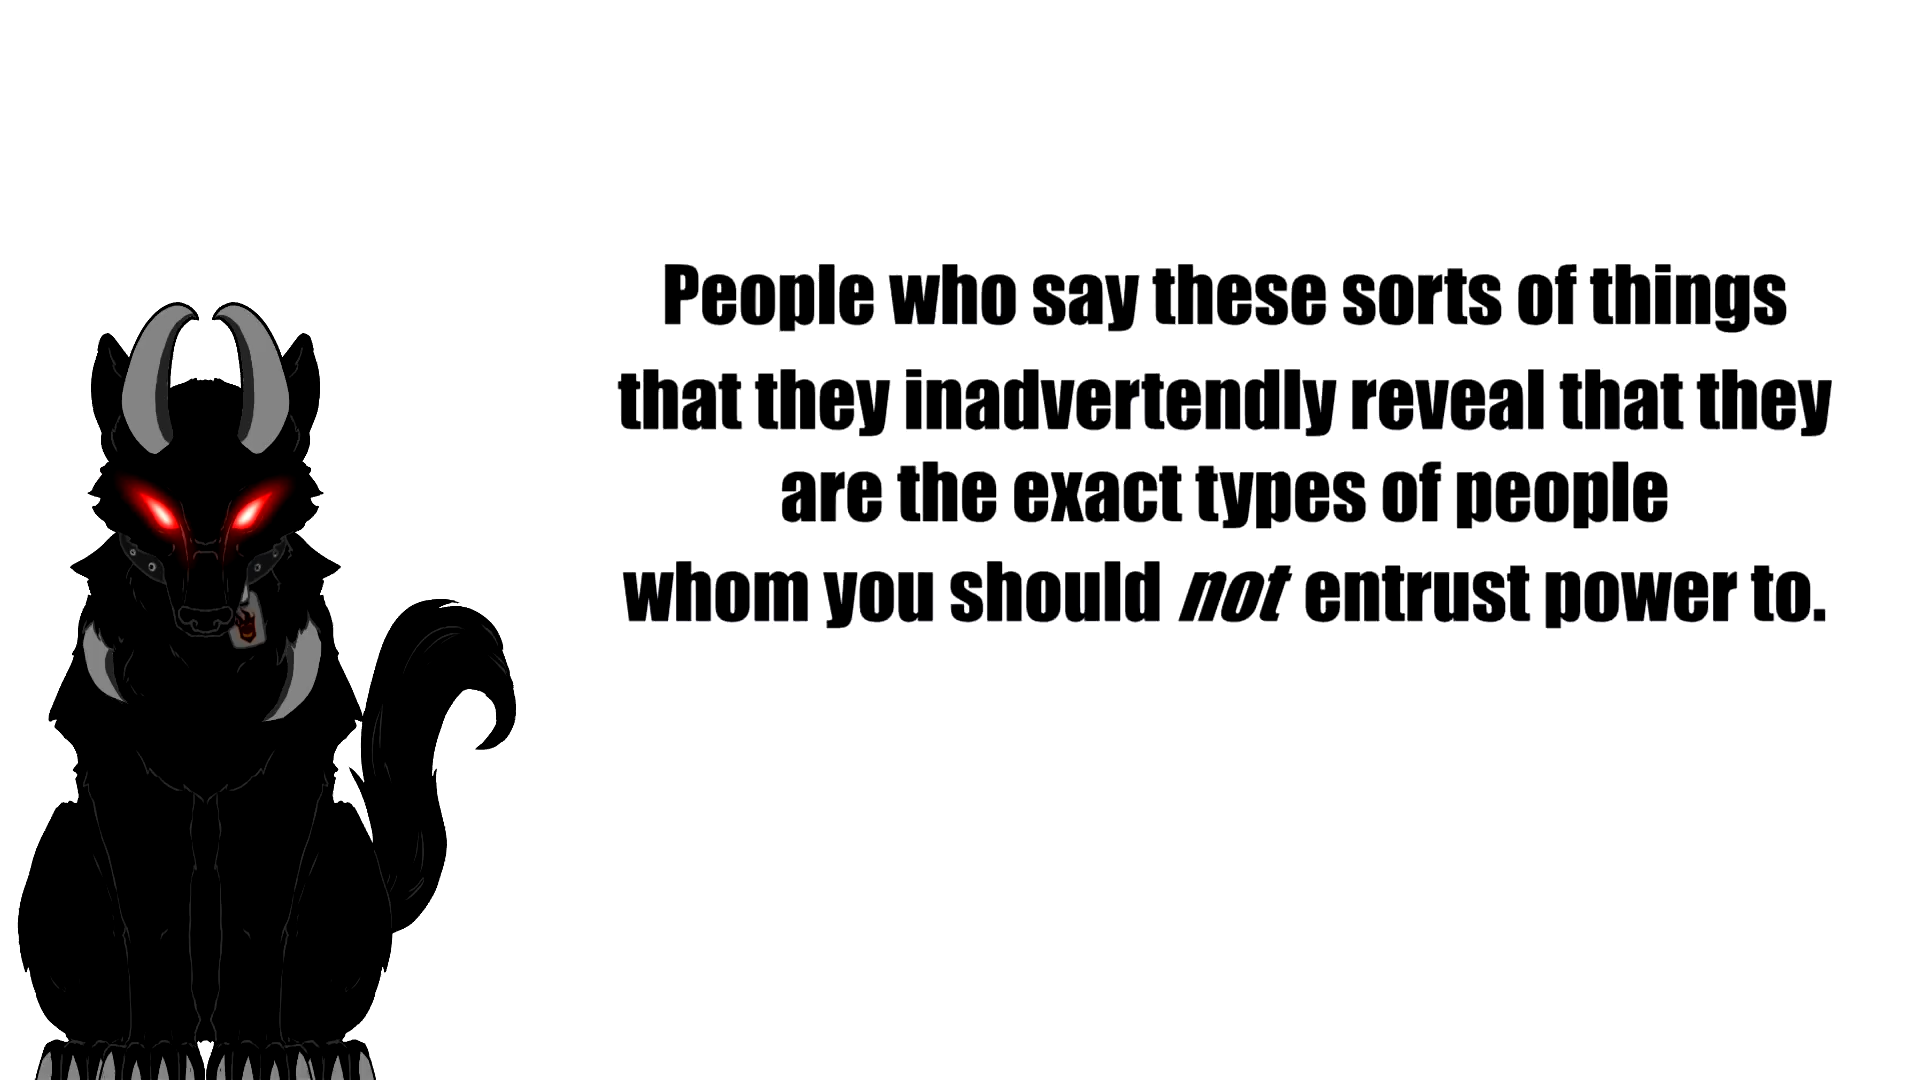 People who say these sorts of things
that they inadvertendly reveal that they
are the exact types of people
whom you should not entrust power to.